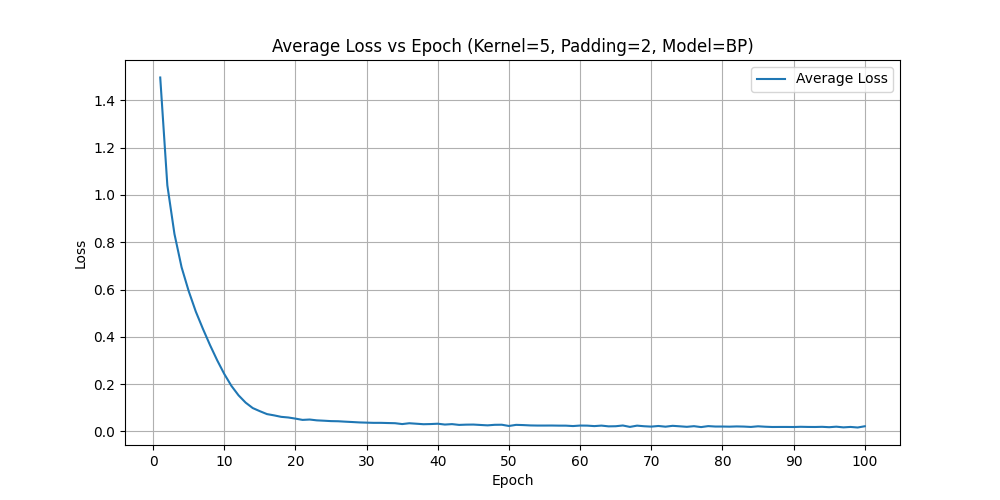 Average Loss vs Epoch (Kernel=5, Padding=2, Model=BP)
Average Loss
1.4
1.2
1.0
0.8
0.6
0.4
0.2
0.0
Loss
0 10 20 30 40 50 60 70 80 90 100
Epoch